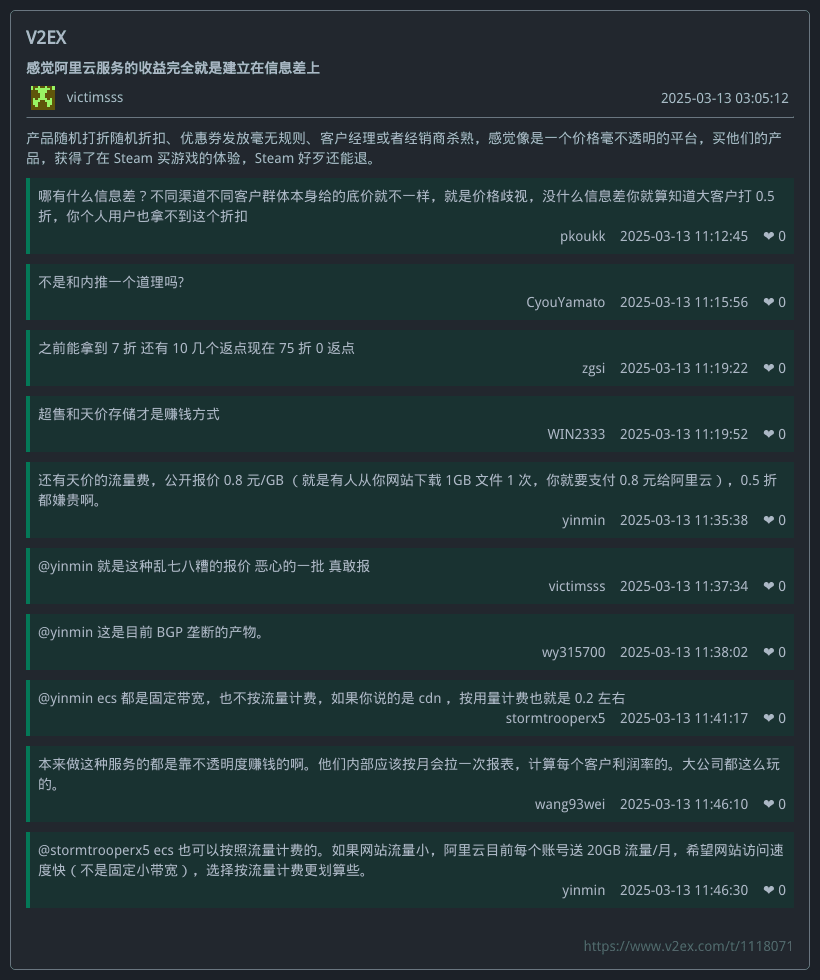 V2EX
感觉阿里云服务的收益完全就是建立在信息差上
victimsss
2025-03-13 03:05:12
产品随机打折随机折扣、优惠券发放毫无规则、客户经理或者经销商杀熟，感觉像是一个价格毫不透明的平台，买他们的产
品，获得了在 Steam 买游戏的体验，Steam 好歹还能退。
哪有什么信息差？不同渠道不同客户群体本身给的底价就不一样，就是价格歧视，没什么信息差你就算知道大客户打 0.5
折，你个人用户也拿不到这个折扣
pkoukk 2025-03-13 11:12:45 ❤ 0
不是和内推一个道理吗?
CyouYamato 2025-03-13 11:15:56 ❤ 0
之前能拿到 7 折 还有 10 几个返点现在 75 折 0 返点
zgsi 2025-03-13 11:19:22 ❤ 0
超售和天价存储才是赚钱方式
WIN2333 2025-03-13 11:19:52 ❤ 0
还有天价的流量费，公开报价 0.8 元/GB （ 就是有人从你网站下载 1GB 文件 1 次，你就要支付 0.8 元给阿里云 ），0.5 折
都嫌贵啊。
yinmin 2025-03-13 11:35:38 ❤ 0
@yinmin 就是这种乱七八糟的报价 恶心的一批 真敢报
victimsss 2025-03-13 11:37:34 ❤ 0
@yinmin 这是目前 BGP 垄断的产物。
wy315700 2025-03-13 11:38:02 ❤ 0
@yinmin ecs 都是固定带宽，也不按流量计费，如果你说的是 cdn ，按用量计费也就是 0.2 左右
stormtrooperx5 2025-03-13 11:41:17 ❤ 0
本来做这种服务的都是靠不透明度赚钱的啊。他们内部应该按月会拉一次报表，计算每个客户利润率的。大公司都这么玩
的。
wang93wei 2025-03-13 11:46:10 ❤ 0
@stormtrooperx5 ecs 也可以按照流量计费的。如果网站流量小，阿里云目前每个账号送 20GB 流量/月，希望网站访问速
度快（ 不是固定小带宽 ），选择按流量计费更划算些。
yinmin 2025-03-13 11:46:30 ❤ 0
https://www.v2ex.com/t/1118071